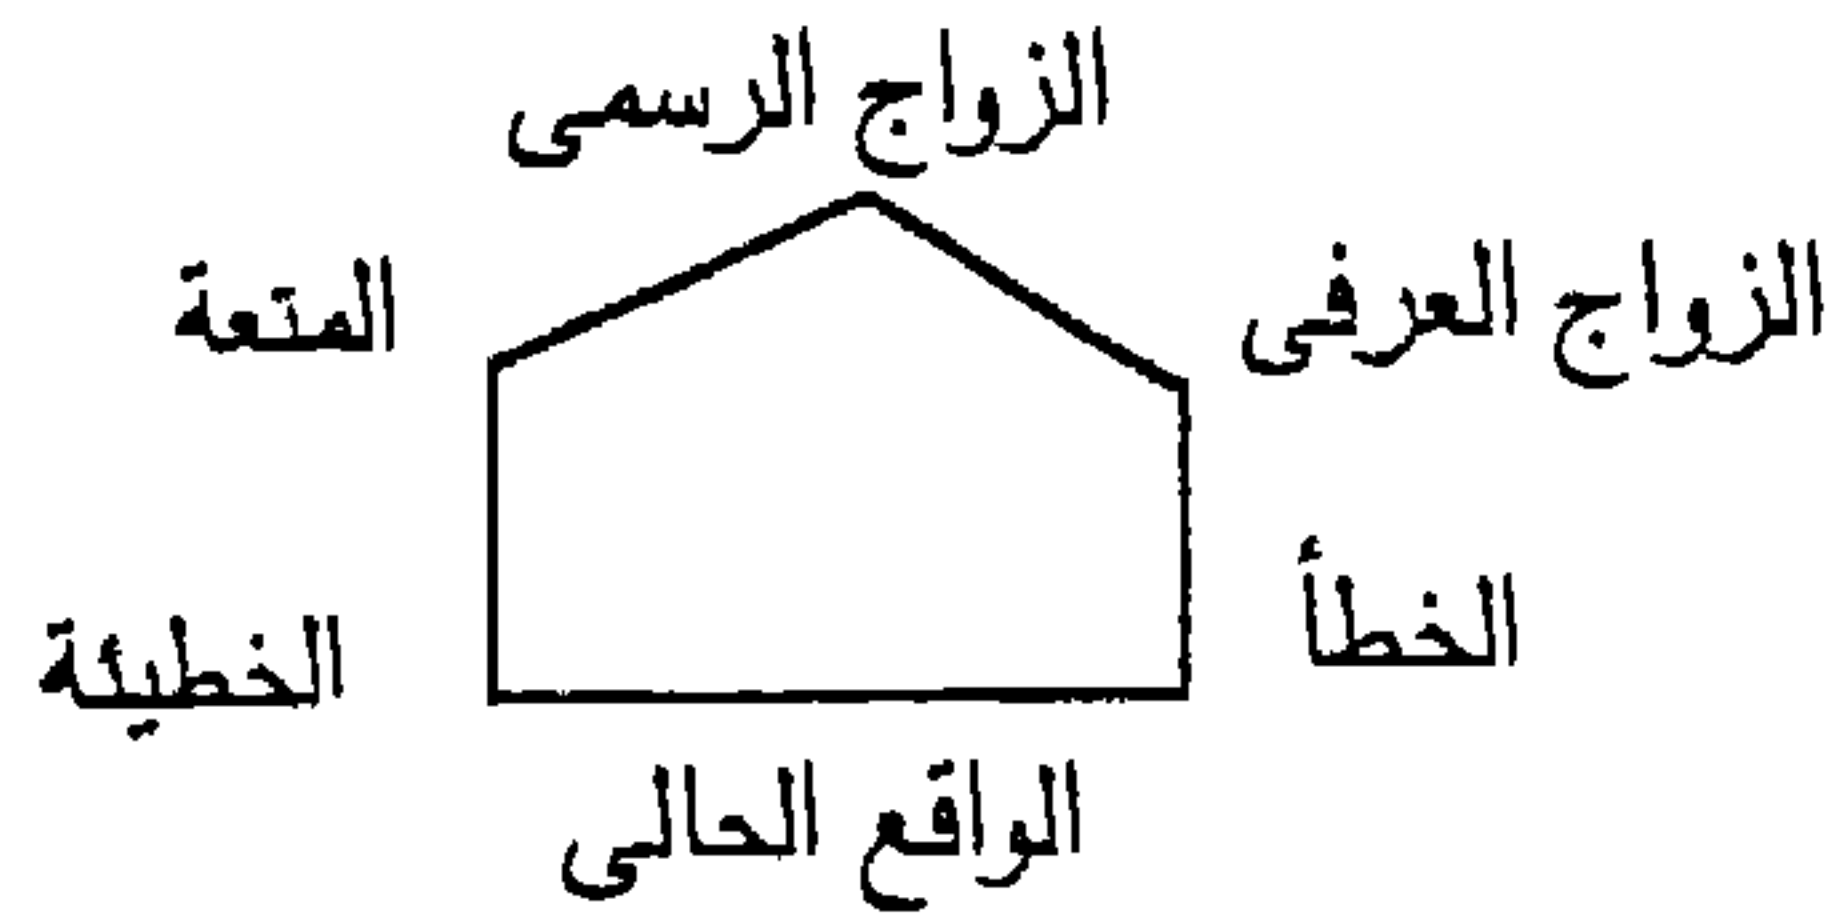 الزواج الرسمى
الزواج العرفى
المتعة
الخطأ
الخطيئة
الواقع الحالى